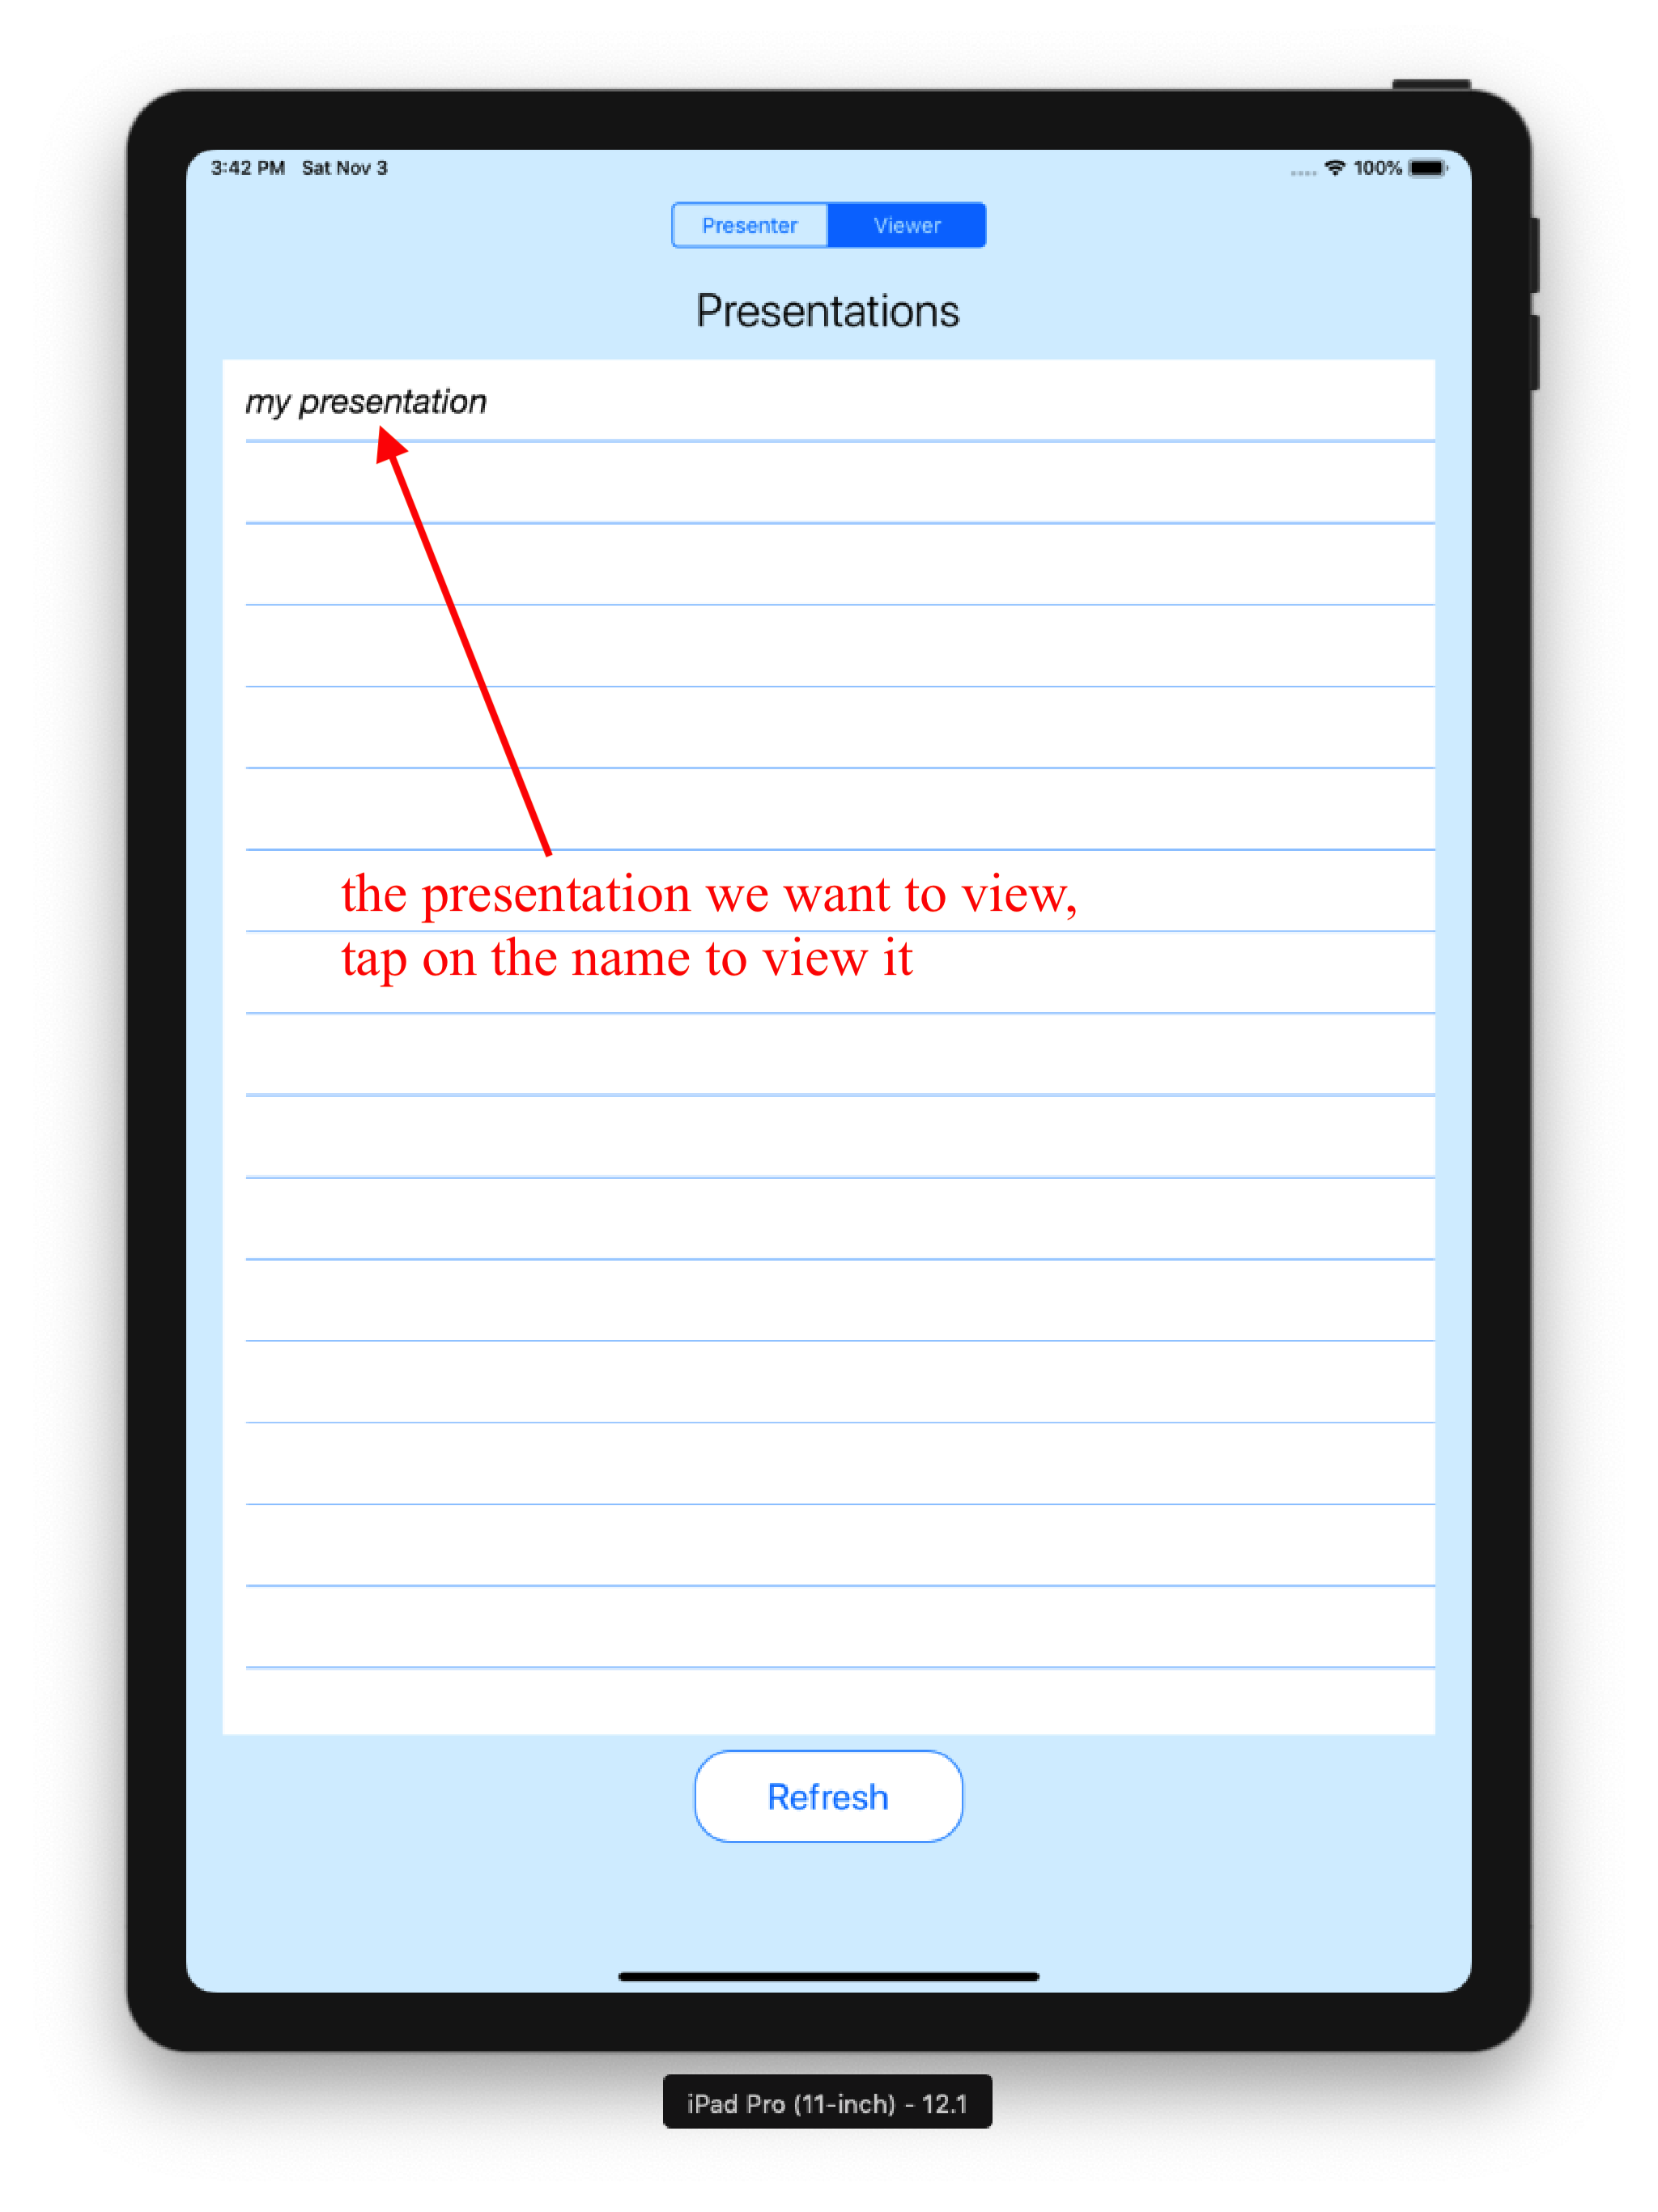 3:42 PM Sat Nov 3
100%
Presenter Viewer
Presentations
my presentation
the presentation we want to view,
tap on the name to view it
Refresh
iPad Pro (11-inch) - 12.1